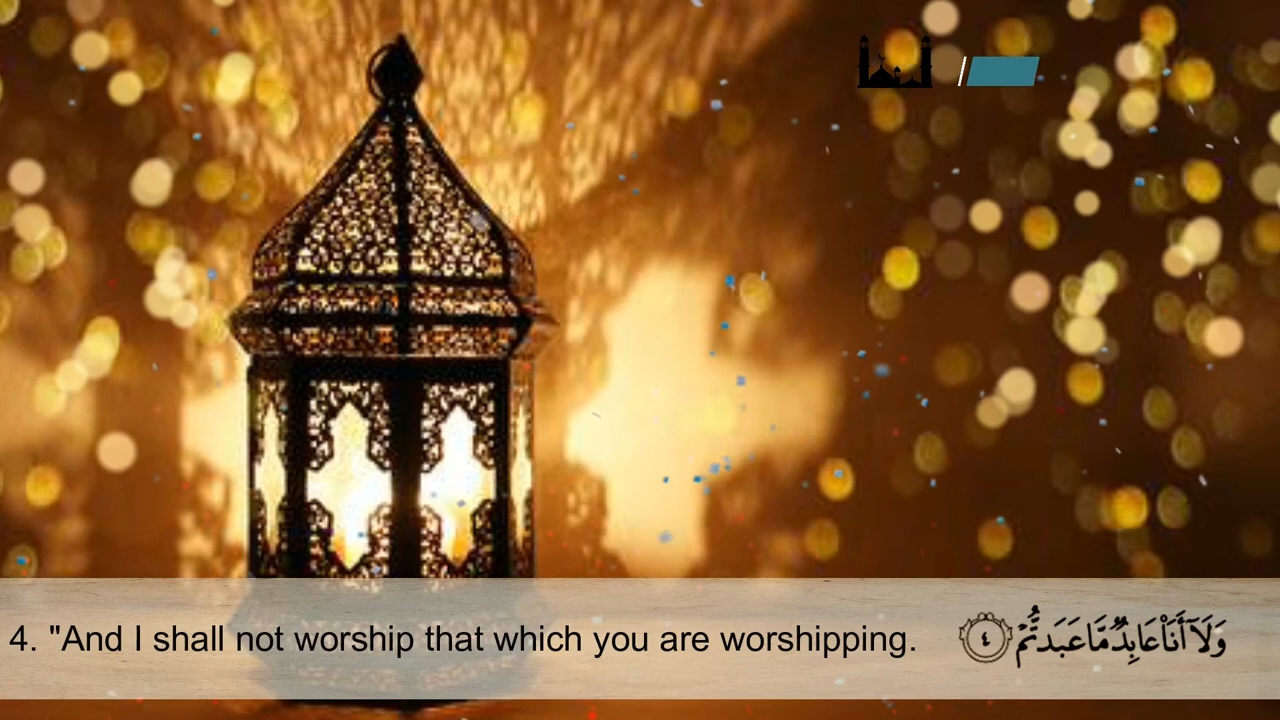 4. "And I shall not worship that which you are worshipping.
وَلَآ أَنَا۠ عَابِدٌ مَّا عَبَدتُّمْ ٤